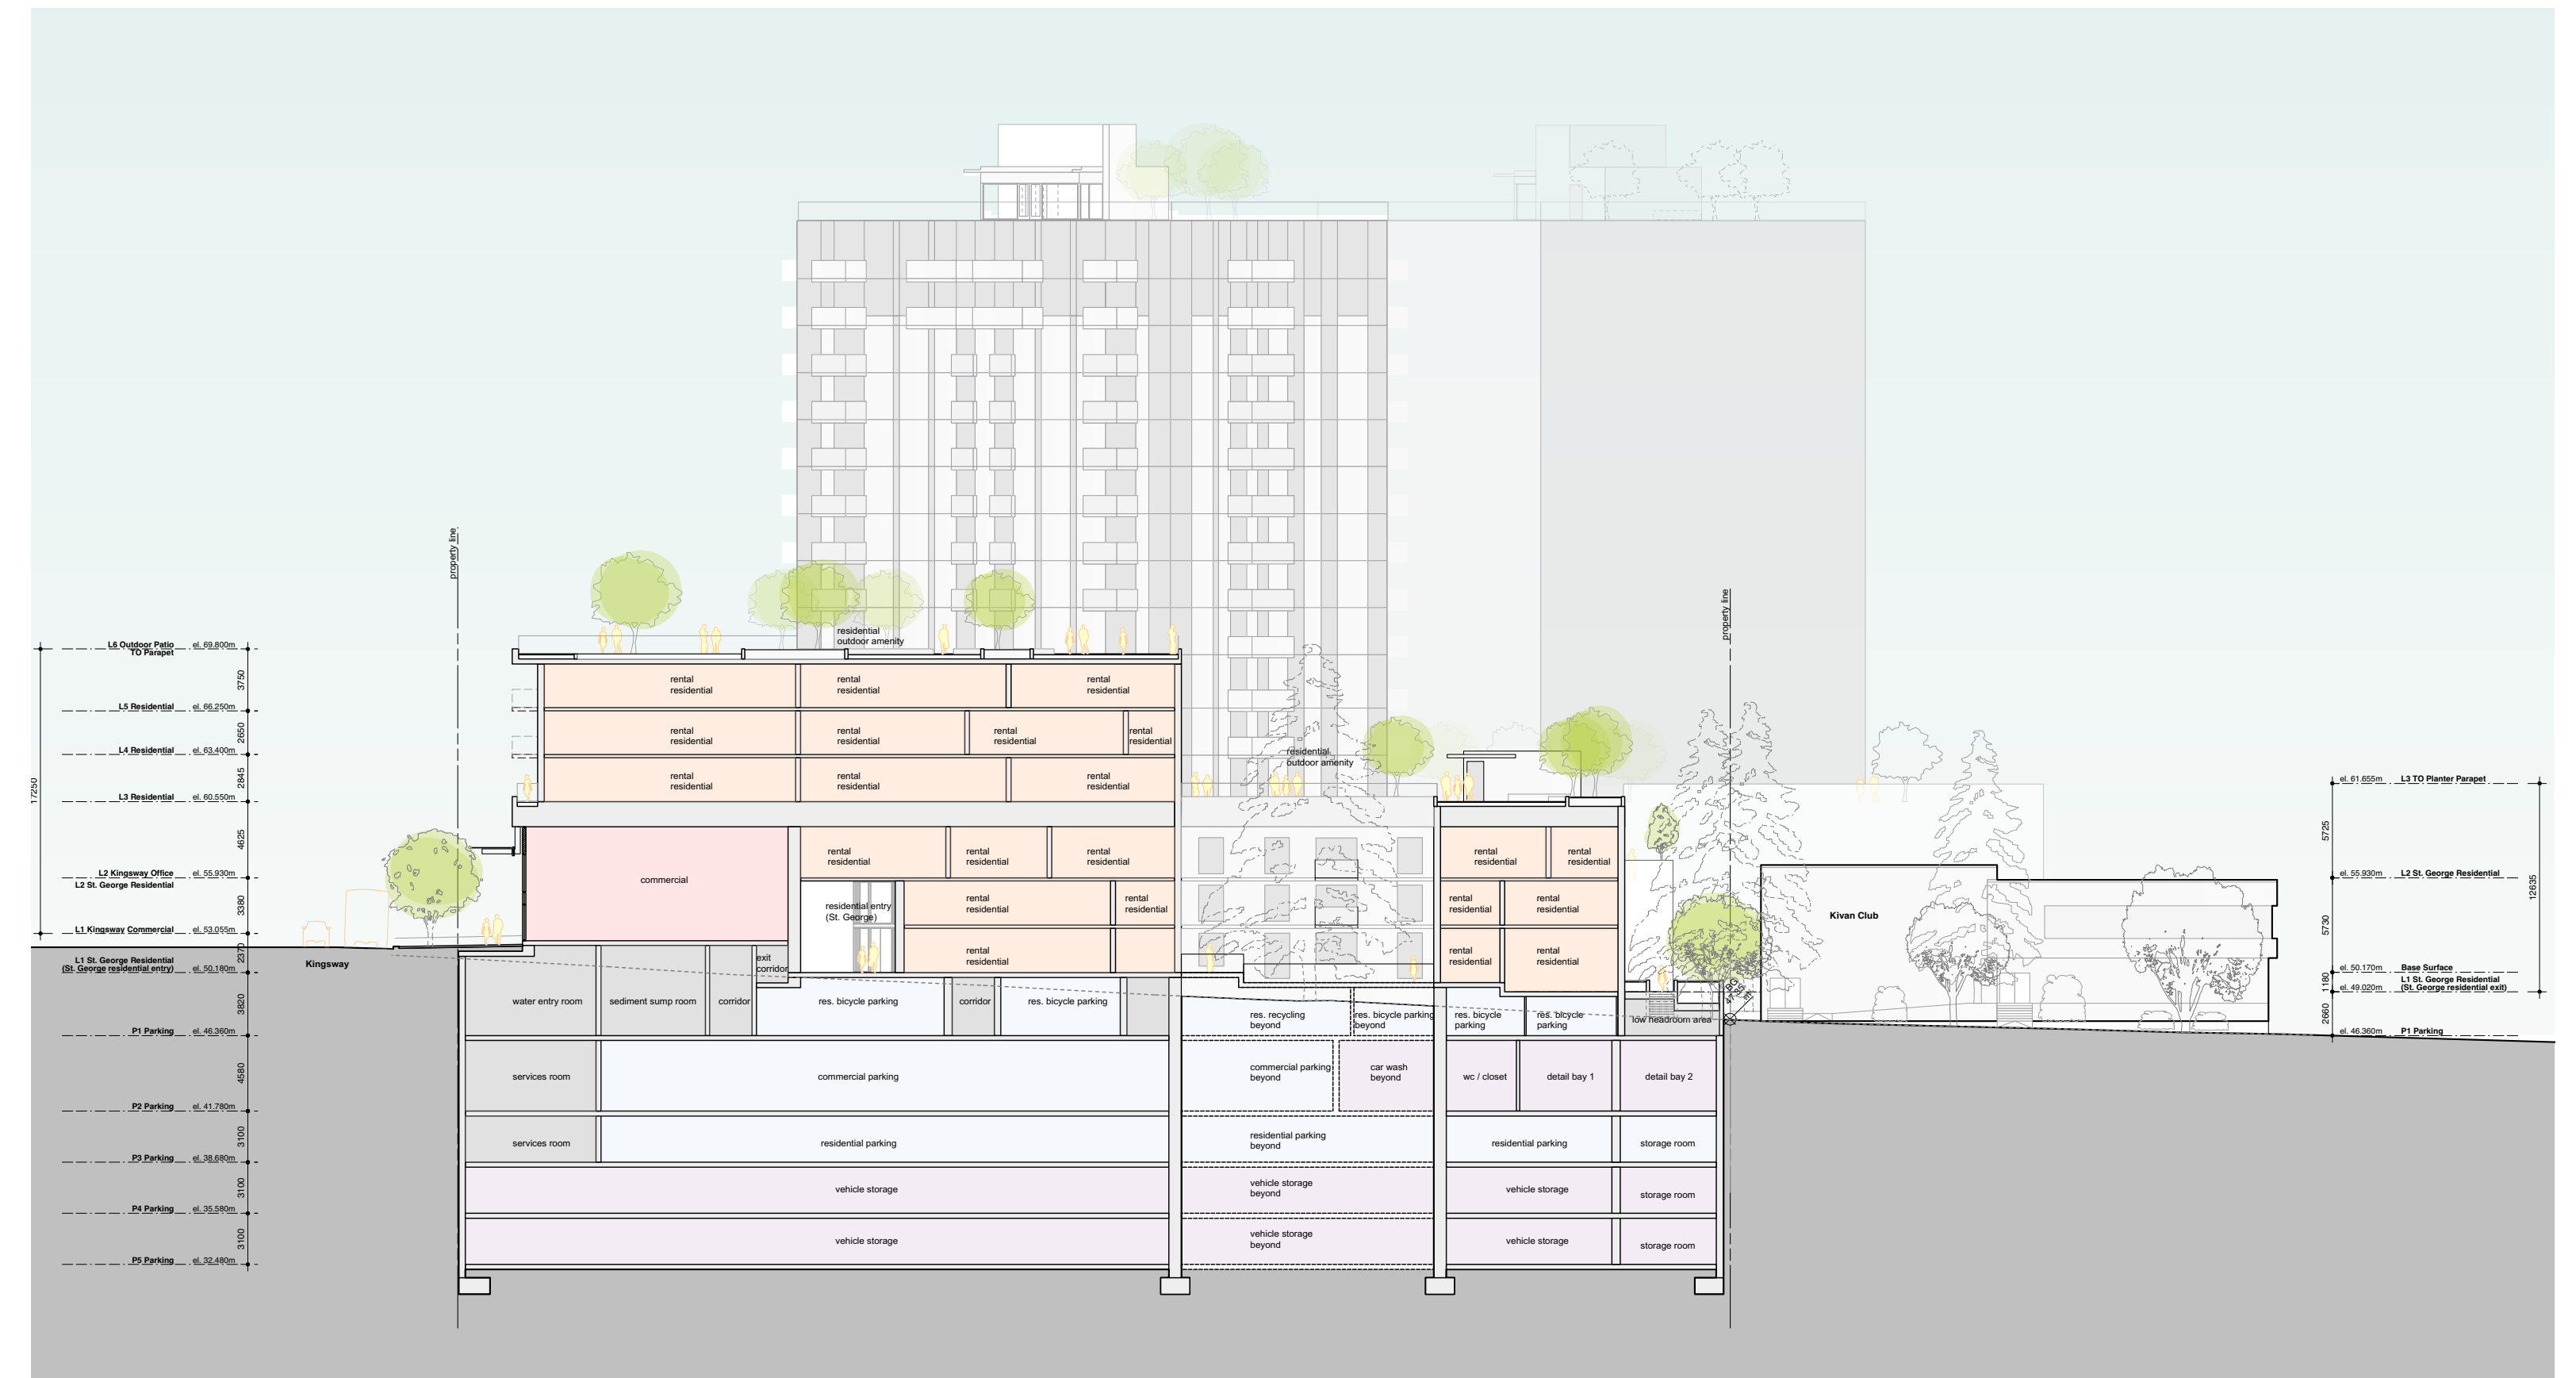 property line
property line
L6 Outdoor Patio
TO Parapet
el. 69.800m
3750
L5 Residential
el. 66.250m
2650
L4 Residential
el. 63.400m
2845
L3 Residential
el. 60.550m
4625
L2 Kingsway Office
el. 55.930m
L2 St. George Residential
3380
L1 Kingsway Commercial
el. 53.055m
2370
L1 St. George Residential
(St. George residential entry)
el. 50.180m
3820
P1 Parking
el. 46.360m
4580
P2 Parking
el. 41.780m
3100
P3 Parking
el. 38.680m
3100
P4 Parking
el. 35.580m
3100
P5 Parking
el. 32.480m
17250
Kingsway
residential
outdoor amenity
rental
residential
rental
residential
rental
residential
rental
residential
rental
residential
rental
residential
rental
residential
rental
residential
rental
residential
rental
residential
residential
outdoor amenity
commercial
rental
residential
rental
residential
rental
residential
rental
residential
rental
residential
residential entry
(St. George)
rental
residential
rental
residential
rental
residential
rental
residential
rental
residential
rental
residential
rental
residential
exit
corridor
water entry room
sediment sump room
corridor
res. bicycle parking
corridor
res. bicycle parking
res. recycling
beyond
res. bicycle parking
beyond
res. bicycle
parking
res. bicycle
parking
low headroom area
services room
commercial parking
commercial parking
beyond
car wash
beyond
wc / closet
detail bay 1
detail bay 2
services room
residential parking
residential parking
beyond
residential parking
storage room
vehicle storage
vehicle storage
beyond
vehicle storage
storage room
vehicle storage
vehicle storage
beyond
vehicle storage
storage room
Kivan Club
el. 61.655m
L3 TO Planter Parapet
5725
el. 55.930m
L2 St. George Residential
5730
el. 50.170m
Base Surface
1180
el. 49.020m
L1 St. George Residential
(St. George residential exit)
2660
el. 46.360m
P1 Parking
12635